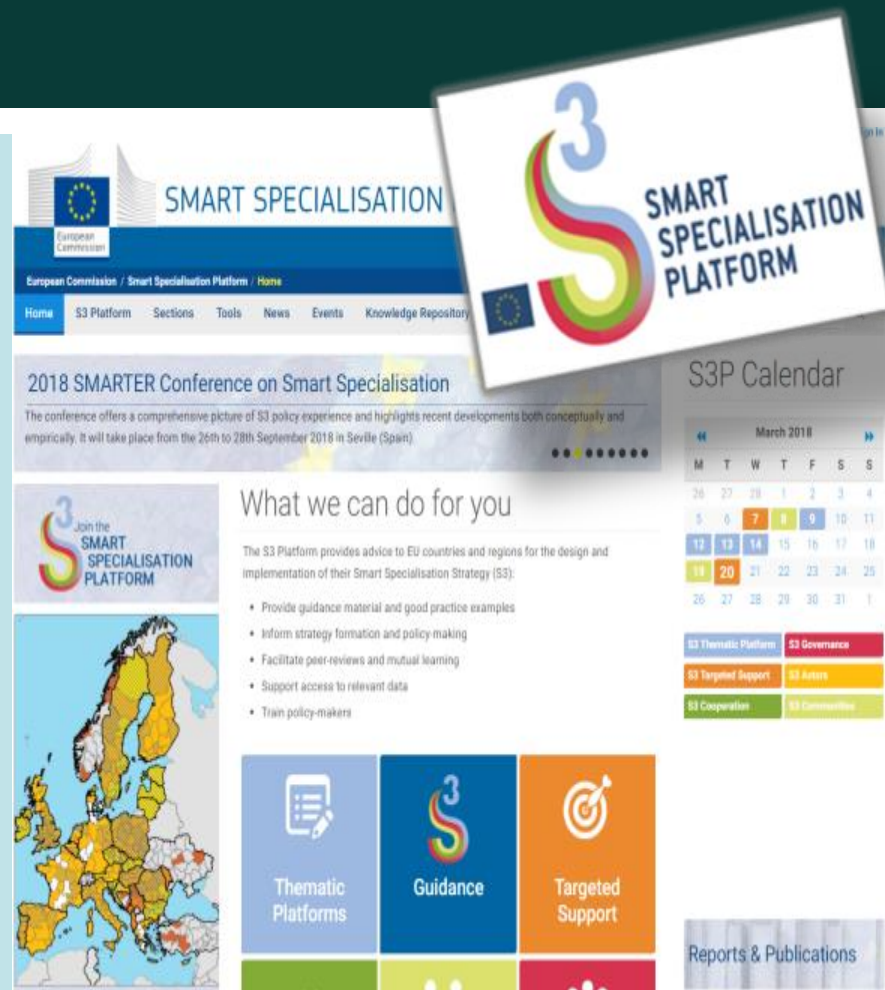 3
SMART
SPECIALISATION
PLATFORM
gn In
European
Commission
SMART SPECIALISATION
European Commission / Smart Specialisation Platform / Home
Home S3 Platform Sections Tools News Events Knowledge Repository
2018 SMARTER Conference on Smart Specialisation
The conference offers a comprehensive picture of S3 policy experience and highlights recent developments both conceptually and
empirically. It will take place from the 26th to 28th September 2018 in Seville (Spain)
3
Join the
SMART
SPECIALISATION
PLATFORM
What we can do for you
The S3 Platform provides advice to EU countries and regions for the design and
implementation of their Smart Specialisation Strategy (S3):
• Provide guidance material and good practice examples
• Inform strategy formation and policy-making
• Facilitate peer-reviews and mutual learning
• Support access to relevant data
• Train policy-makers
Thematic
Platforms
3
Guidance
Targeted
Support
S3P Calendar
March 2018
M T W T F S S
26 27 28 1 2 3 4
5 6 7 8 9 10 11
12 13 14 15 16 17 18
19 20 21 22 23 24 25
26 27 28 29 30 31 1
S3 Thematic Platform S3 Governance
S3 Targeted Support S3 Actors
S3 Cooperation S3 Communities
Reports & Publications